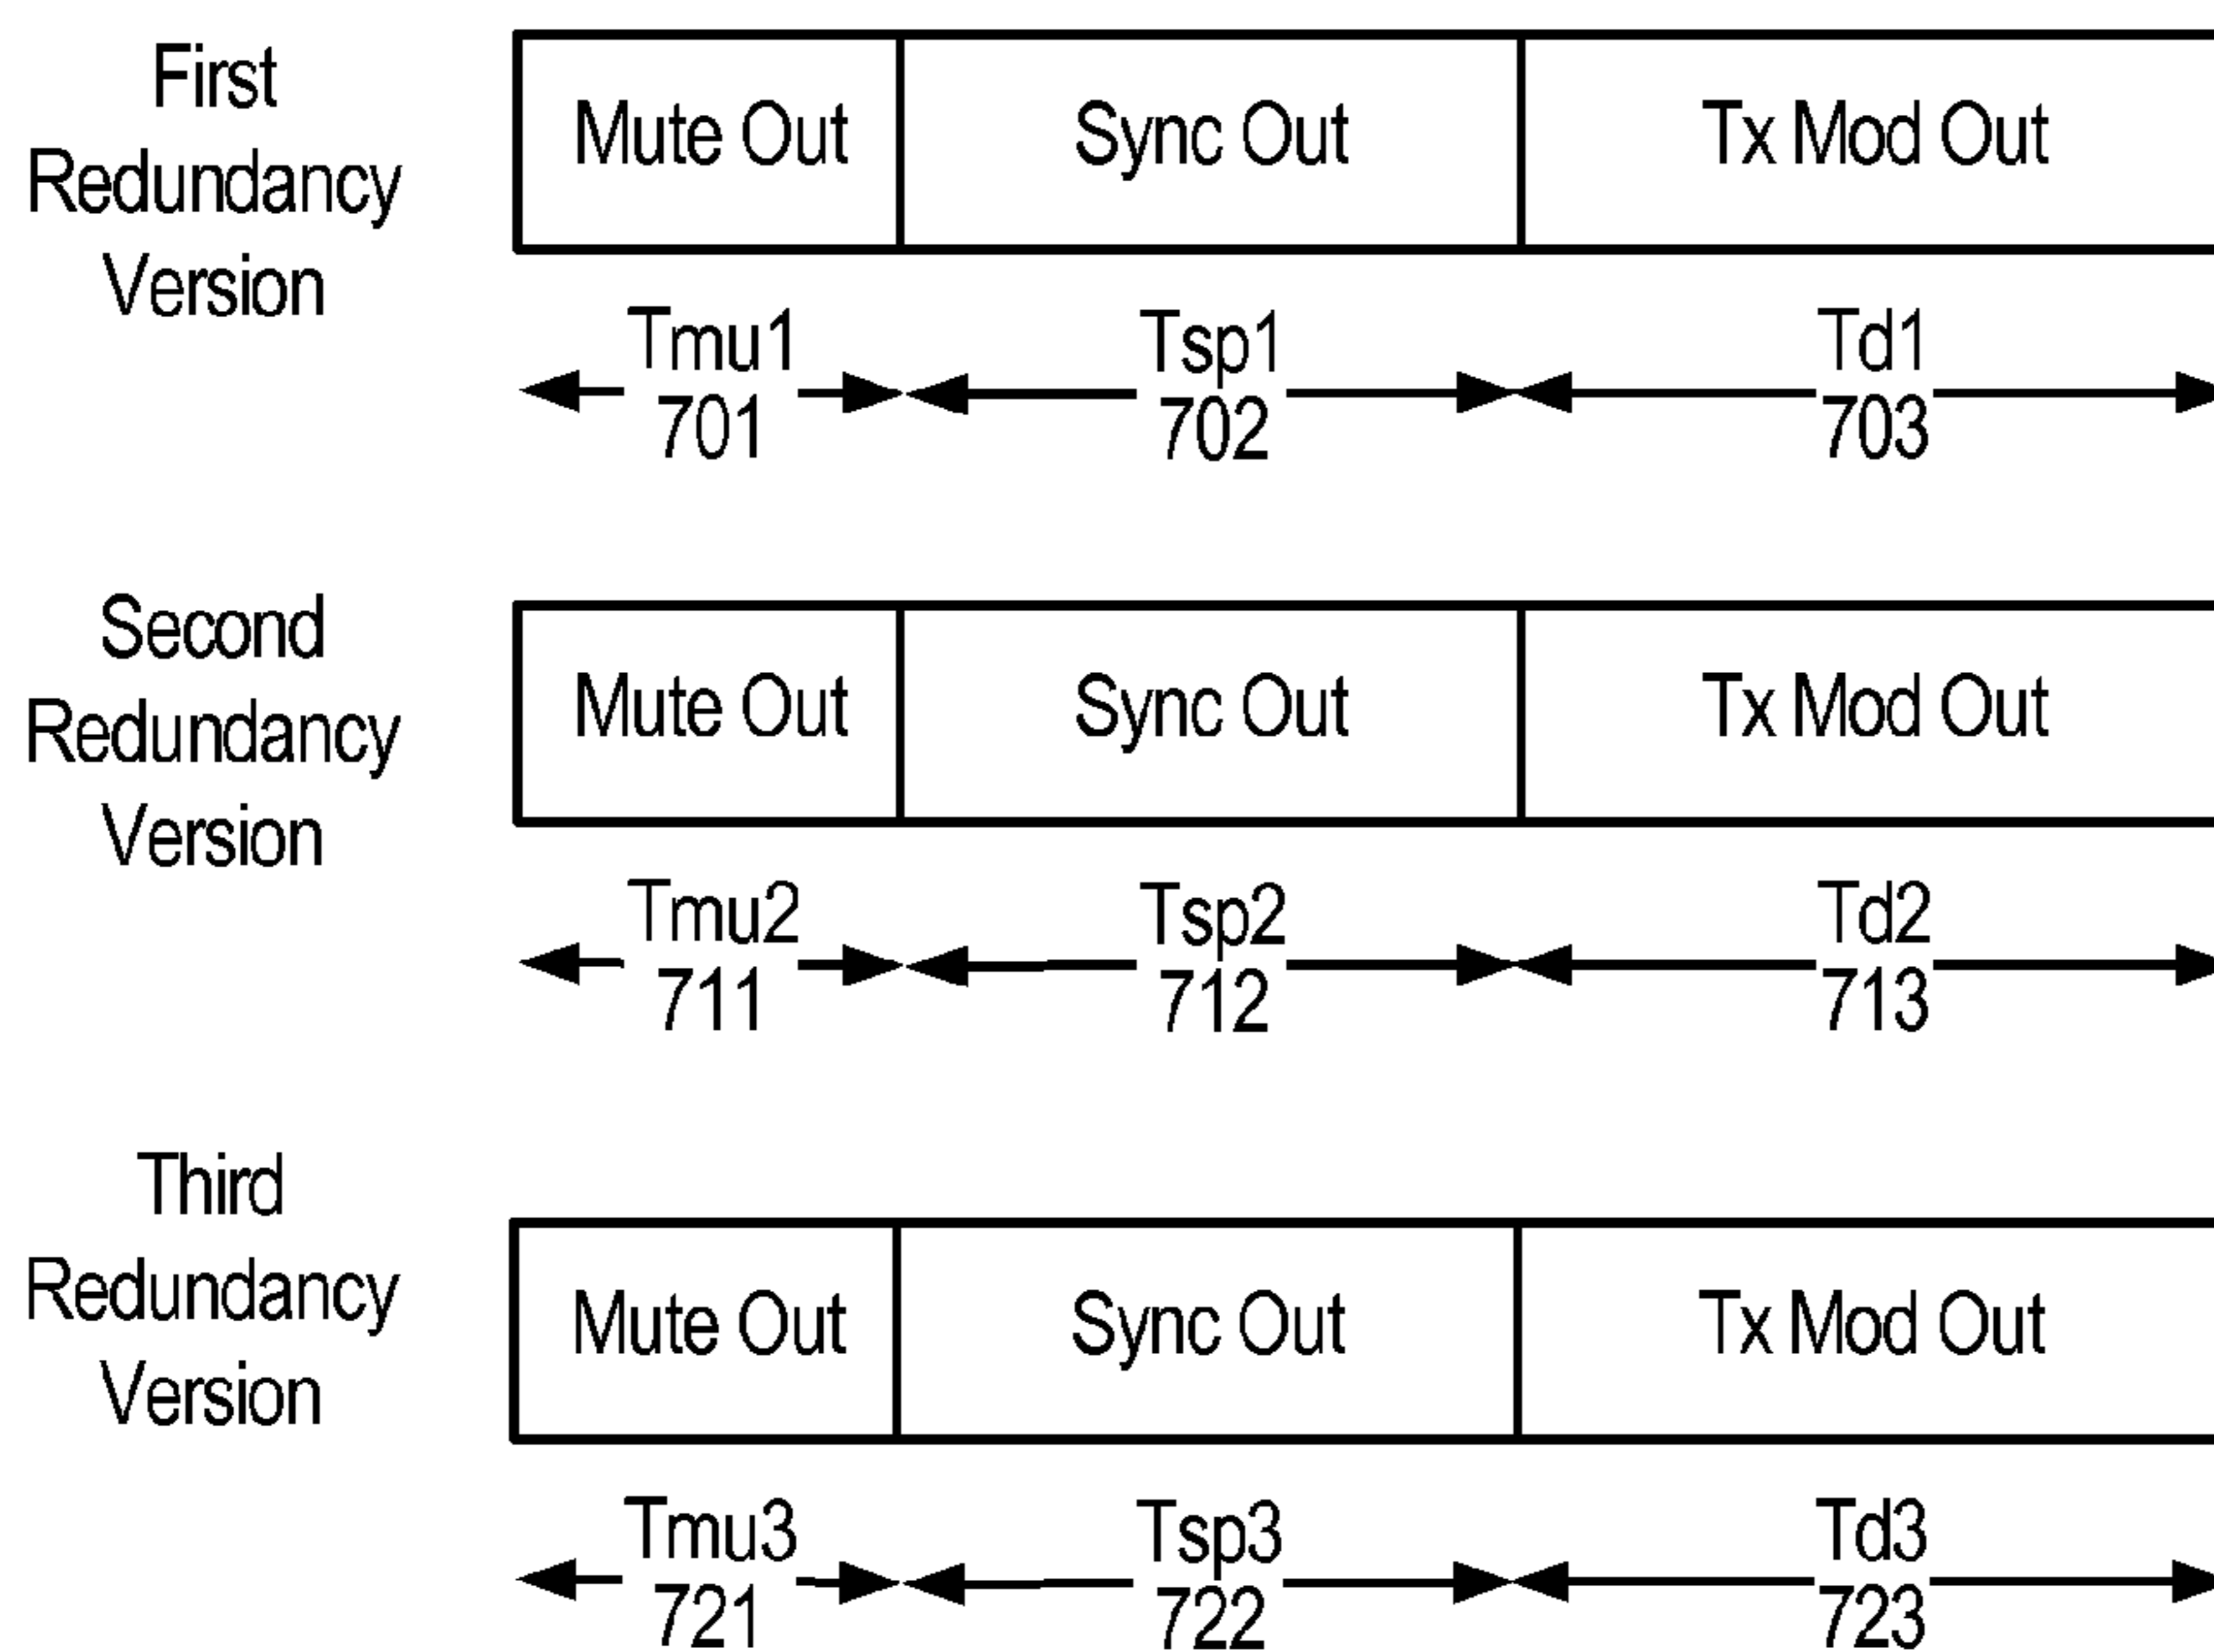 First
Redundancy
Version
Mute Out
Sync Out
Tx Mod Out
Tmu1
701
Tsp1
702
Td1
703
Second
Redundancy
Version
Mute Out
Sync Out
Tx Mod Out
Tmu2
711
Tsp2
712
Td2
713
Third
Redundancy
Version
Mute Out
Sync Out
Tx Mod Out
Tmu3
721
Tsp3
722
Td3
723